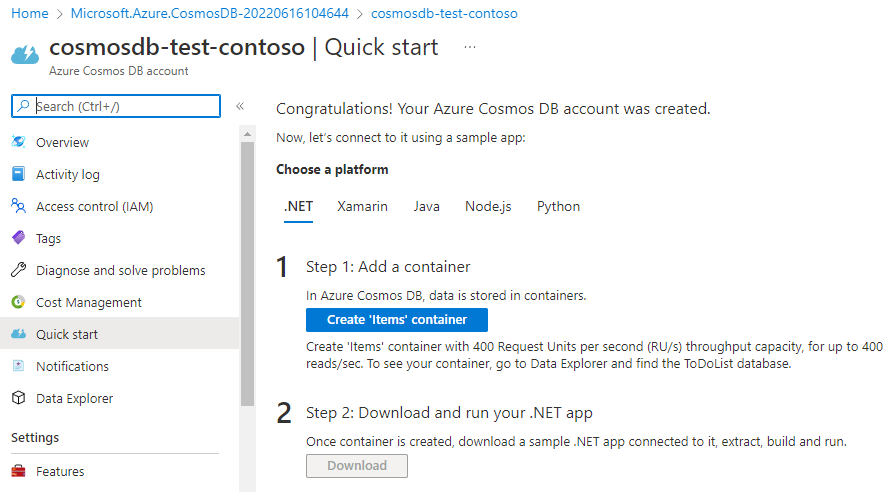 Home > Microsoft.Azure.CosmosDB-20220616104644 > cosmosdb-test-contoso
cosmosdb-test-contoso | Quick start ...
Azure Cosmos DB account
Search (Ctrl+/)
«
Overview
Activity log
Access control (IAM)
Tags
Diagnose and solve problems
Cost Management
Quick start
Notifications
Data Explorer
Settings
Features
Congratulations! Your Azure Cosmos DB account was created.
Now, let's connect to it using a sample app:
Choose a platform
.NET Xamarin Java Node.js Python
1 Step 1: Add a container
In Azure Cosmos DB, data is stored in containers.
Create 'Items' container
Create 'Items' container with 400 Request Units per second (RU/s) throughput capacity, for up to 400
reads/sec. To see your container, go to Data Explorer and find the ToDoList database.
2 Step 2: Download and run your .NET app
Once container is created, download a sample .NET app connected to it, extract, build and run.
Download